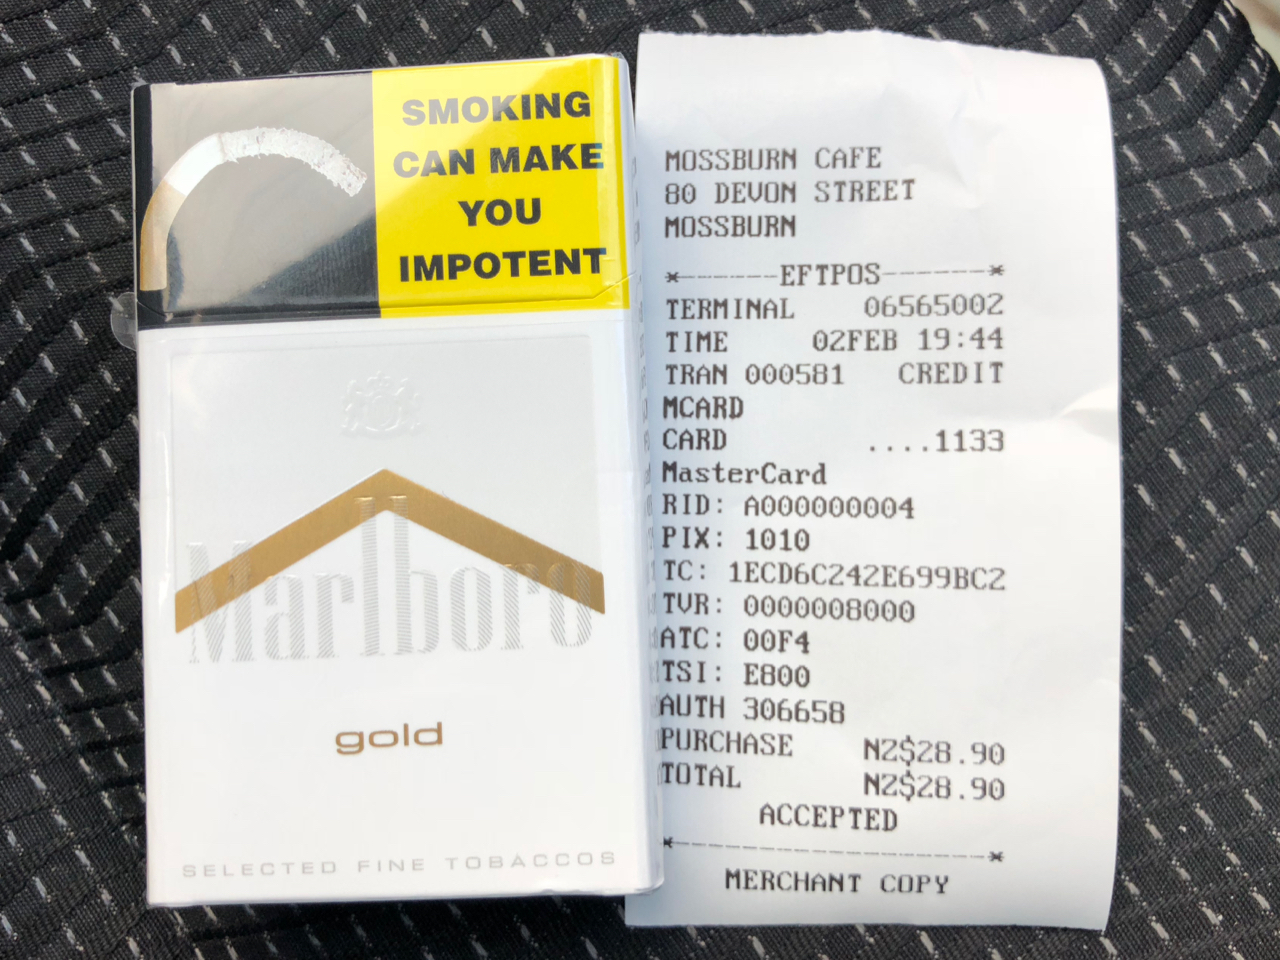 SMOKING
CAN MAKE
YOU
IMPOTENT
Marlboro
gold
SELECTED FINE TOBACCOS
MOSSBURN CAFE
80 DEVON STREET
MOSSBURN
*------EFTPOS------*
TERMINAL 06565002
TIME 02FEB 19:44
TRAN 000581 CREDIT
MCARD
CARD ....1133
MasterCard
RID: A000000004
PIX: 1010
TC: 1ECD6C242E699BC2
TVR: 0000008000
ATC: 00F4
TSI: E800
AUTH 306658
PURCHASE NZ$28.90
TOTAL NZ$28.90
ACCEPTED
*------------------*
MERCHANT COPY